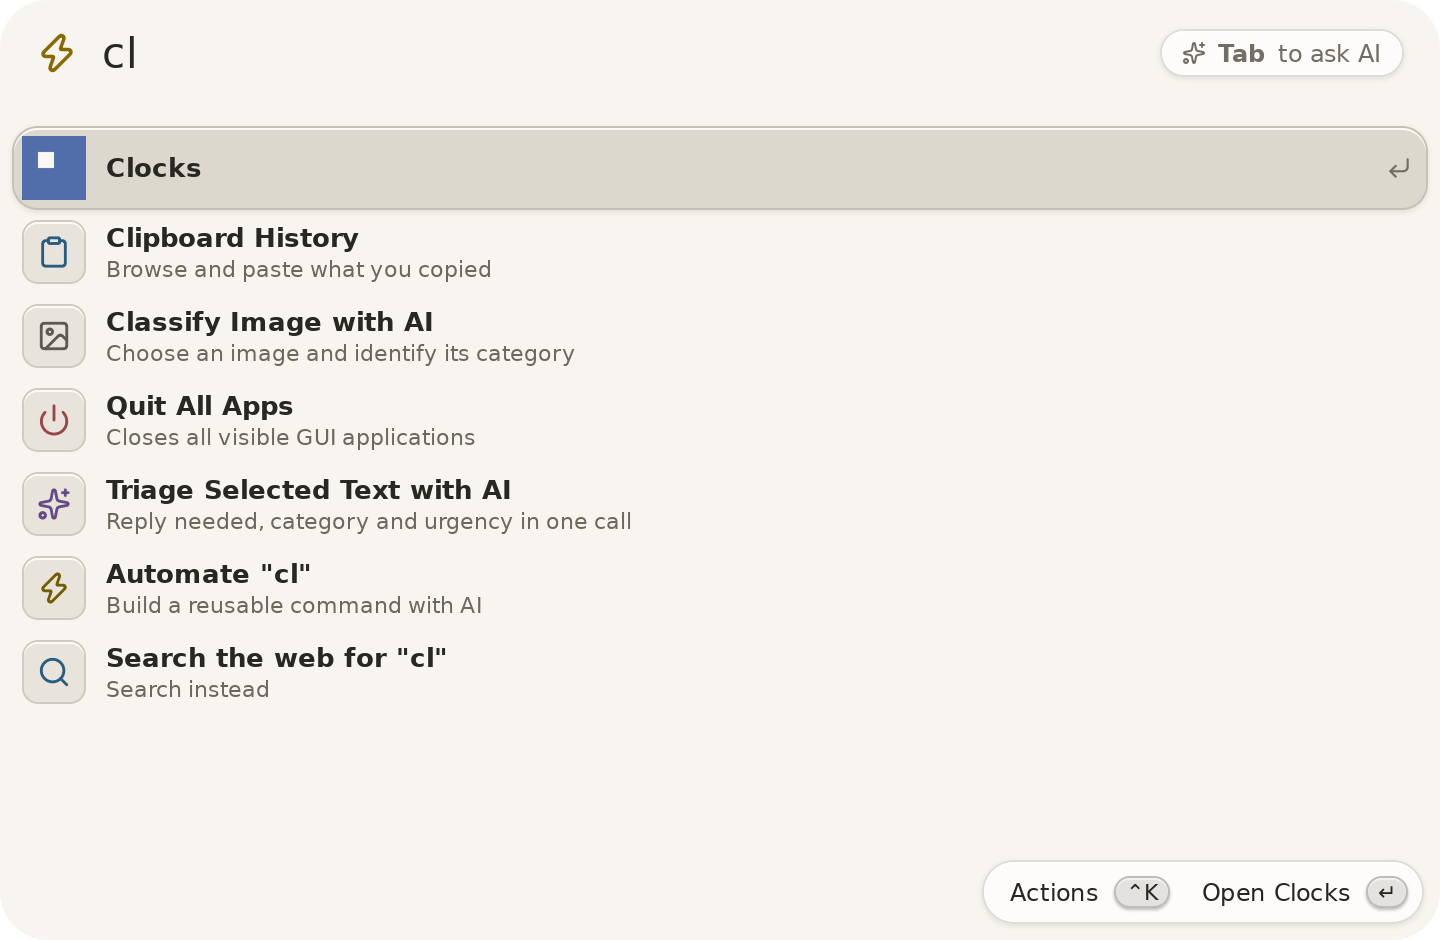 cl
Tab to ask AI
Clocks
Clipboard History
Browse and paste what you copied
Classify Image with AI
Choose an image and identify its category
Quit All Apps
Closes all visible GUI applications
Triage Selected Text with AI
Reply needed, category and urgency in one call
Automate "cl"
Build a reusable command with AI
Search the web for "cl"
Search instead
Actions ^K Open Clocks ↵